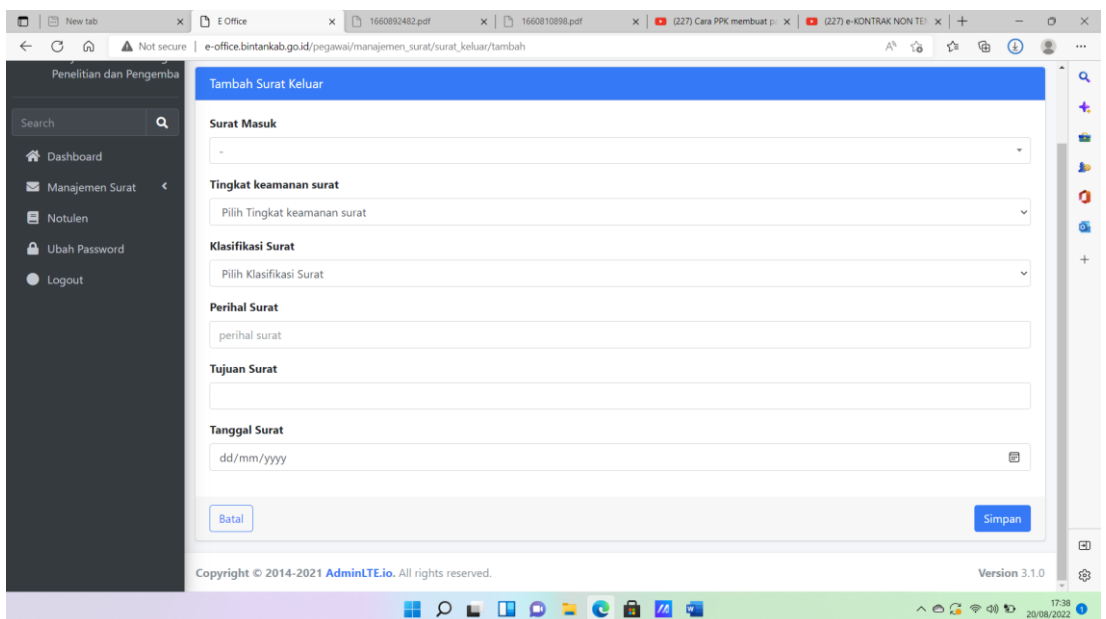 New tab
E Office
1660892482.pdf
1660810898.pdf
(227) Cara PPK membuat p
(227) e-KONTRAK NON TEN
Not secure | e-office.bintankab.go.id/pegawai/manajemen_surat/surat_keluar/tambah
Penelitian dan Pengemba
Search
Dashboard
Manajemen Surat
Notulen
Ubah Password
Logout
Tambah Surat Keluar
Surat Masuk
-
Tingkat keamanan surat
Pilih Tingkat keamanan surat
Klasifikasi Surat
Pilih Klasifikasi Surat
Perihal Surat
perihal surat
Tujuan Surat
Tanggal Surat
dd/mm/yyyy
Batal
Simpan
Copyright © 2014-2021 AdminLTE.io. All rights reserved.
Version 3.1.0
17:38
20/08/2022
1